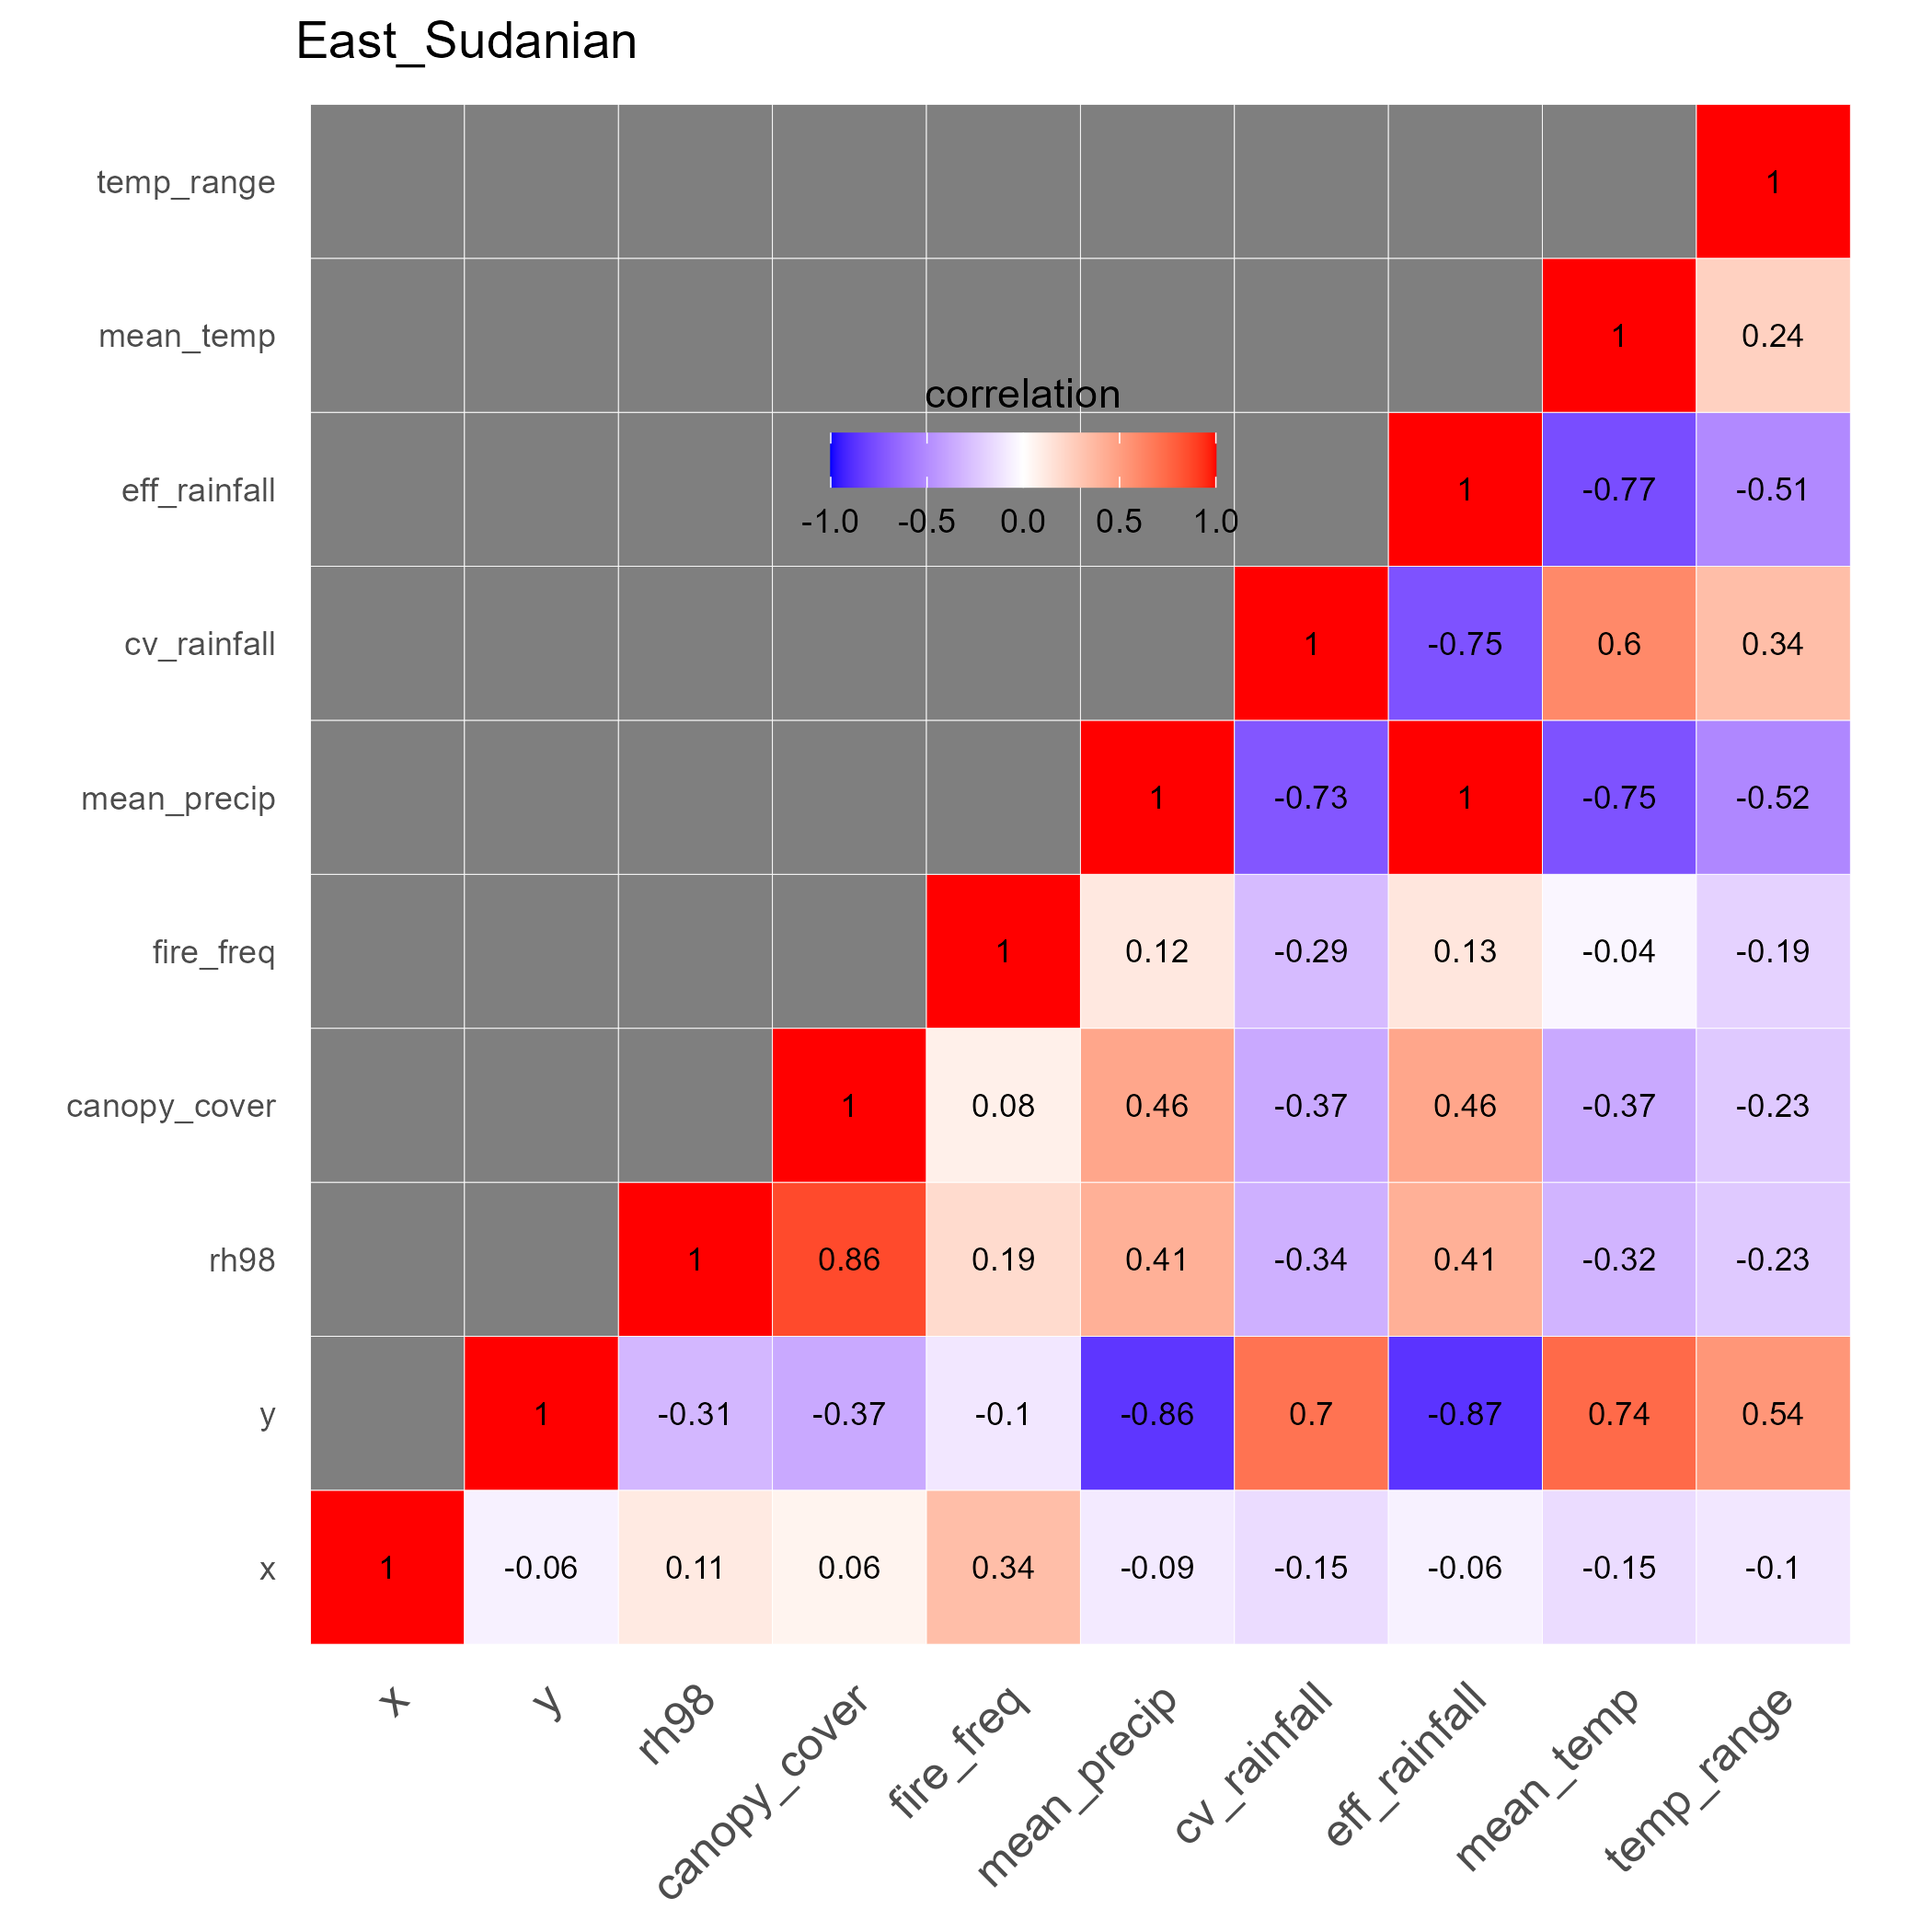 East_Sudanian
temp_range 1
mean_temp 1 0.24
correlation
eff_rainfall 1 -0.77 -0.51
-1.0 -0.5 0.0 0.5 1.0
cv_rainfall 1 -0.75 0.6 0.34
mean_precip 1 -0.73 1 -0.75 -0.52
fire_freq 1 0.12 -0.29 0.13 -0.04 -0.19
canopy_cover 1 0.08 0.46 -0.37 0.46 -0.37 -0.23
rh98 1 0.86 0.19 0.41 -0.34 0.41 -0.32 -0.23
y 1 -0.31 -0.37 -0.1 -0.86 0.7 -0.87 0.74 0.54
x 1 -0.06 0.11 0.06 0.34 -0.09 -0.15 -0.06 -0.15 -0.1
x y rh98 canopy_cover fire_freq mean_precip cv_rainfall eff_rainfall mean_temp temp_range